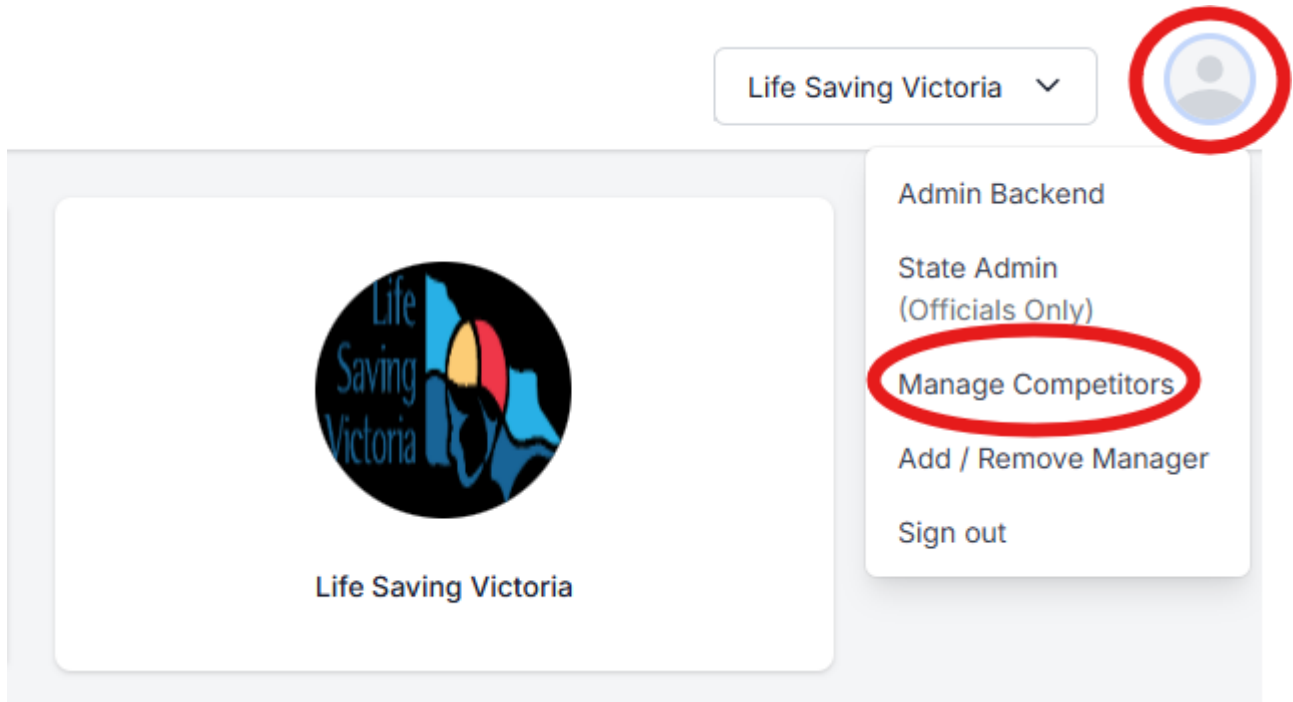 Life Saving Victoria
Admin Backend
State Admin
(Officials Only)
Manage Competitors
Add / Remove Manager
Sign out
Life
Saving
Victoria
Life Saving Victoria